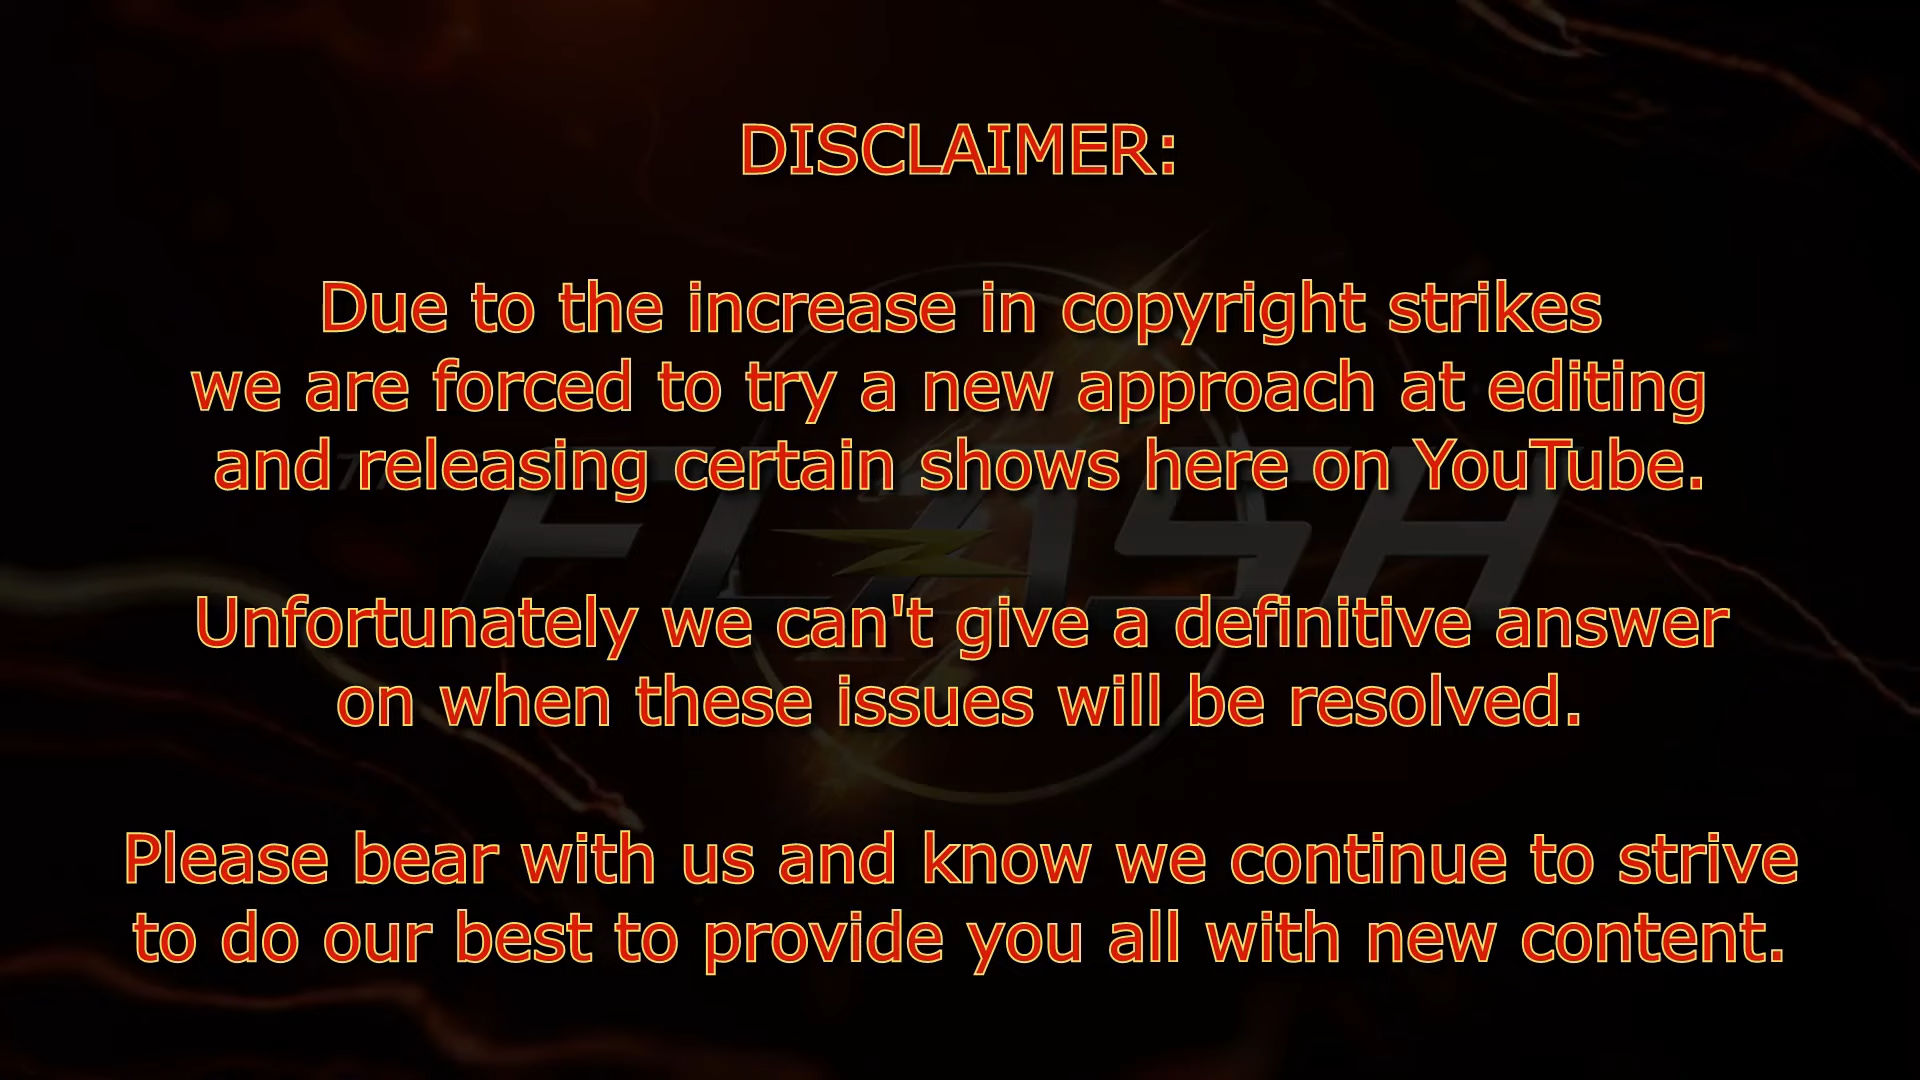 DISCLAIMER:
Due to the increase in copyright strikes
we are forced to try a new approach at editing
and releasing certain shows here on YouTube.
THE FLASH
Unfortunately we can't give a definitive answer
on when these issues will be resolved.
Please bear with us and know we continue to strive
to do our best to provide you all with new content.